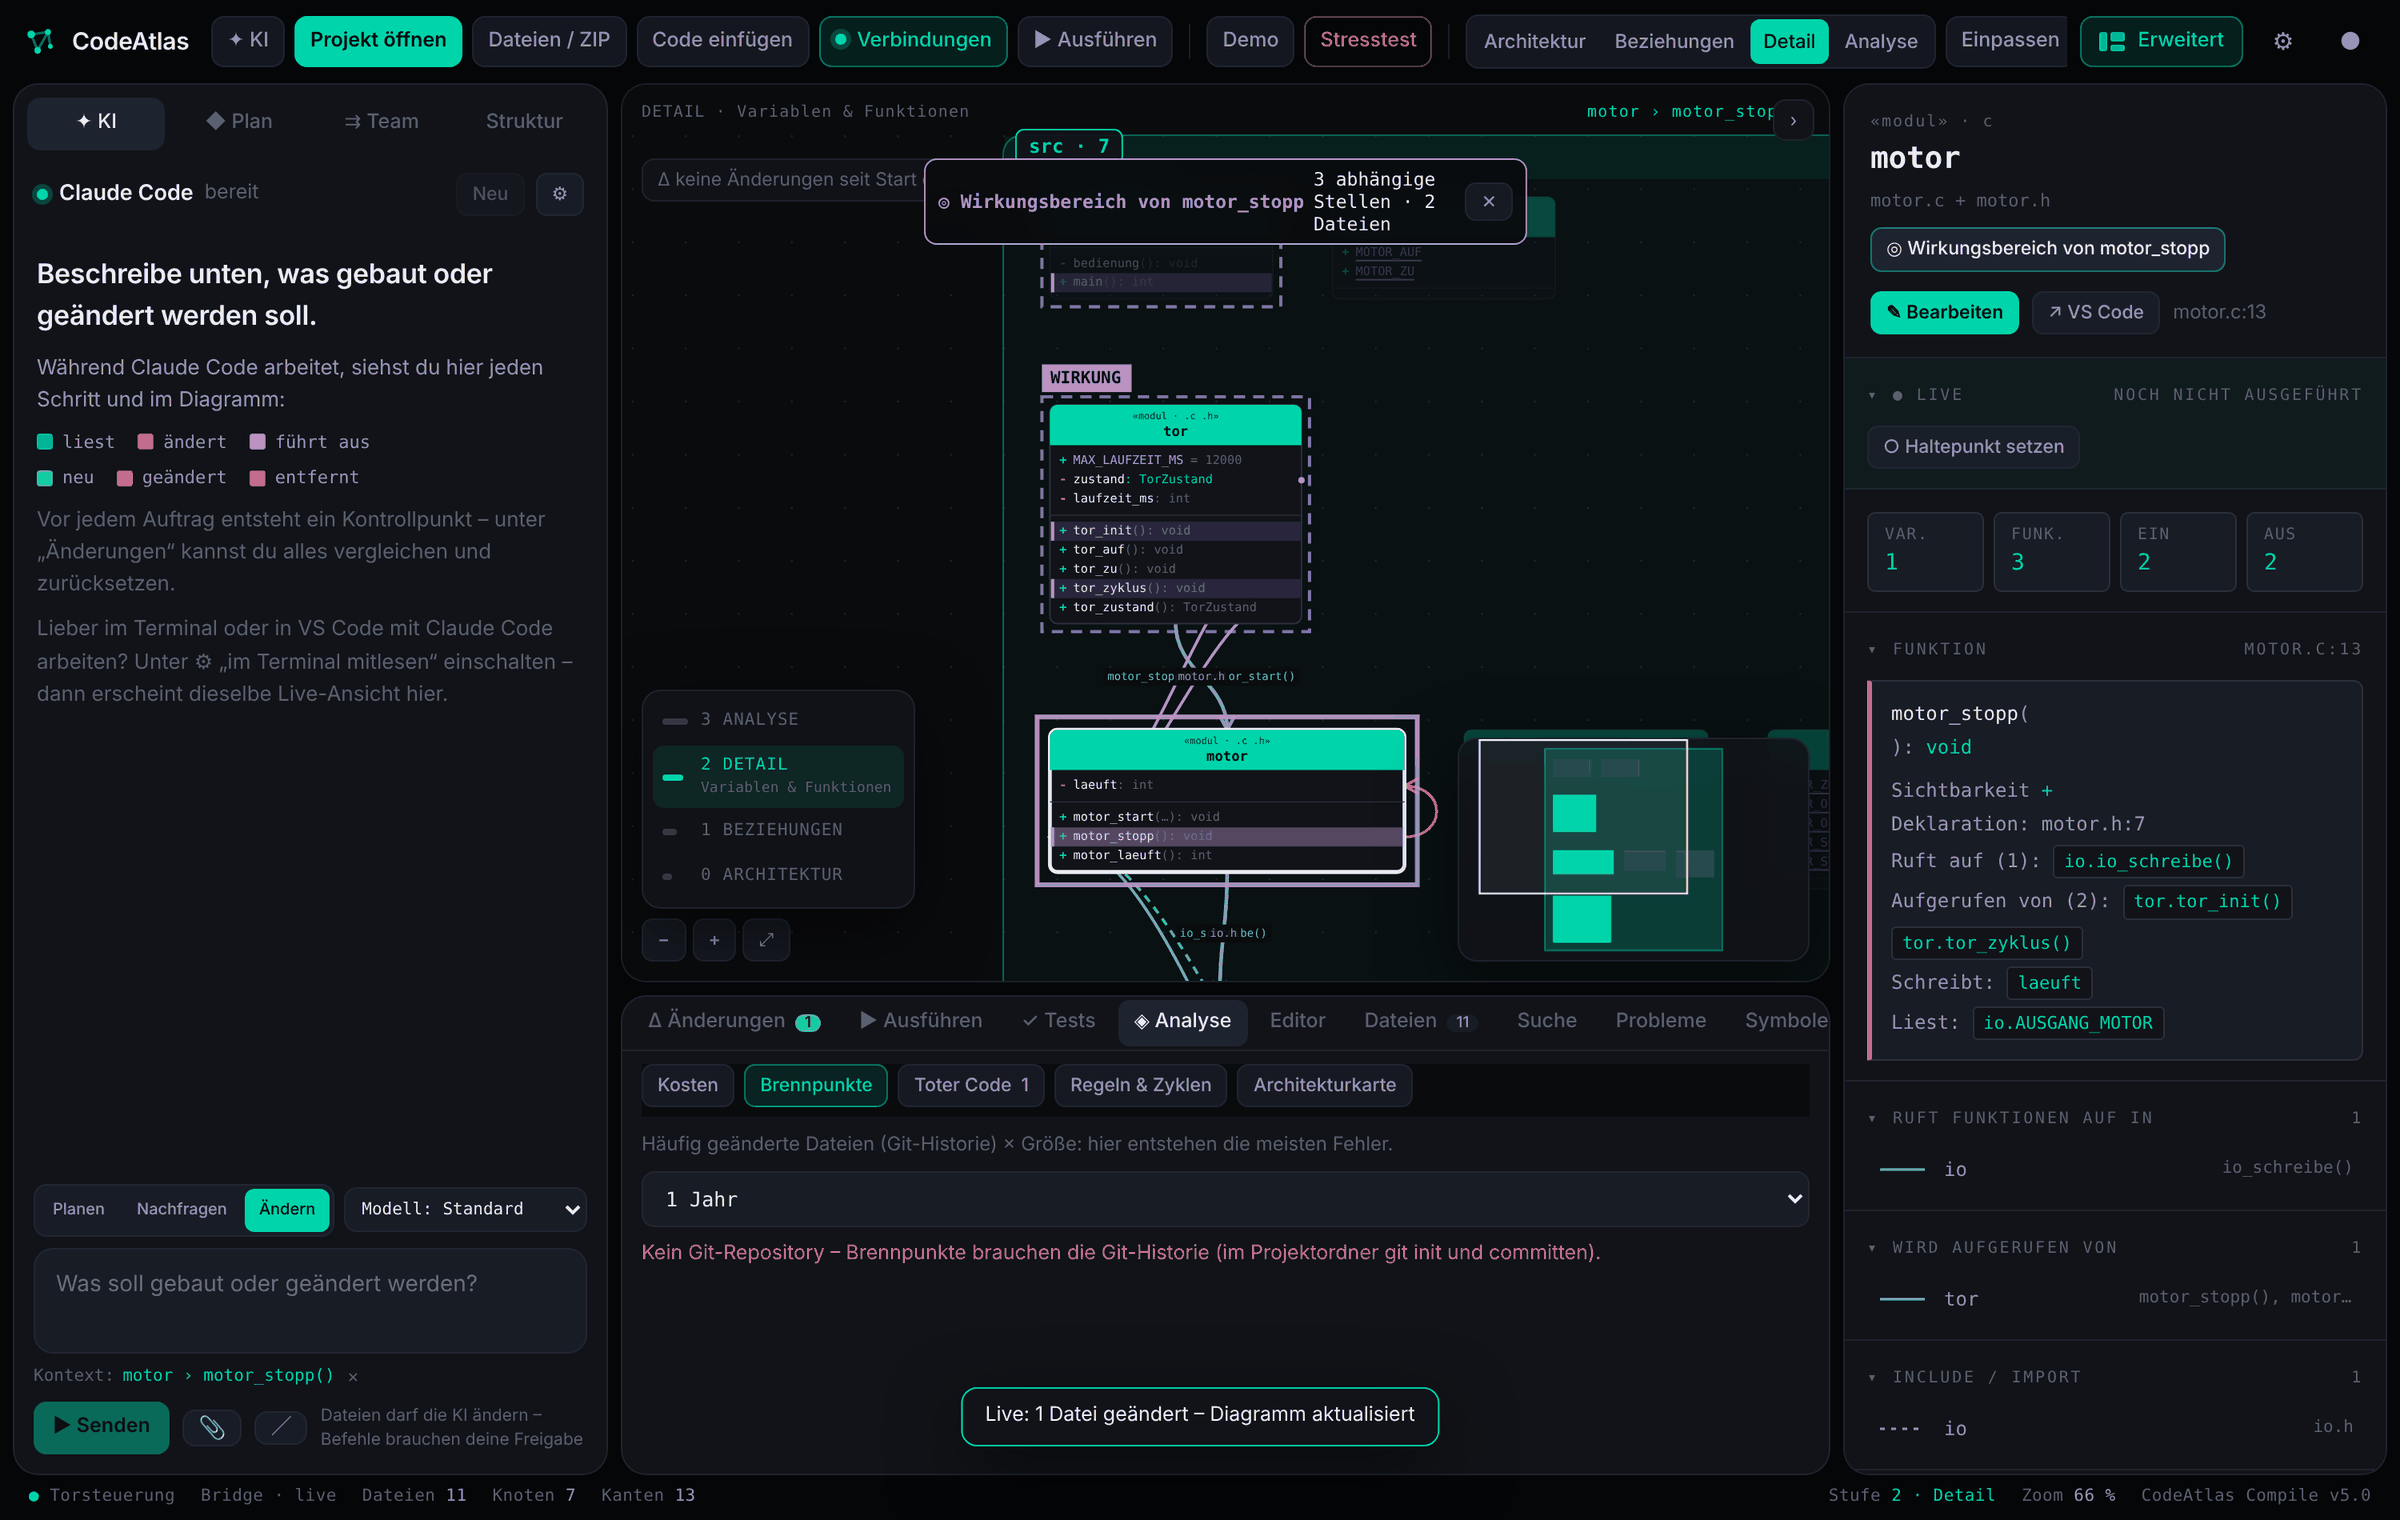 CodeAtlas
✦ KI
Projekt öffnen
Dateien / ZIP
Code einfügen
Verbindungen
▶ Ausführen
Demo
Stresstest
Architektur
Beziehungen
Detail
Analyse
Einpassen
Erweitert
✦ KI
◆ Plan
⇉ Team
Struktur
Claude Code bereit
Neu
Beschreibe unten, was gebaut oder
geändert werden soll.
Während Claude Code arbeitet, siehst du hier jeden
Schritt und im Diagramm:
liest ändert führt aus
neu geändert entfernt
Vor jedem Auftrag entsteht ein Kontrollpunkt – unter
„Änderungen“ kannst du alles vergleichen und
zurücksetzen.
Lieber im Terminal oder in VS Code mit Claude Code
arbeiten? Unter ⚙ „im Terminal mitlesen“ einschalten –
dann erscheint dieselbe Live-Ansicht hier.
Planen
Nachfragen
Ändern
Modell: Standard
Was soll gebaut oder geändert werden?
Kontext: motor › motor_stopp() ×
▶ Senden
Dateien darf die KI ändern –
Befehle brauchen deine Freigabe
DETAIL · Variablen & Funktionen
motor › motor_stop
›
src · 7
Δ keine Änderungen seit Start
◎ Wirkungsbereich von motor_stopp
3 abhängige
Stellen · 2
Dateien
✕
- bedienung(): void
+ main(): int
+ MOTOR_AUF
+ MOTOR_ZU
WIRKUNG
«modul · .c .h»
tor
+ MAX_LAUFZEIT_MS = 12000
- zustand: TorZustand
- laufzeit_ms: int
+ tor_init(): void
+ tor_auf(): void
+ tor_zu(): void
+ tor_zyklus(): void
+ tor_zustand(): TorZustand
motor_stop motor.h or_start()
«modul · .c .h»
motor
- laeuft: int
+ motor_start(…): void
+ motor_stopp(): void
+ motor_laeuft(): int
io_s io.h be()
3 ANALYSE
2 DETAIL
Variablen & Funktionen
1 BEZIEHUNGEN
0 ARCHITEKTUR
−
+
⤢
Δ Änderungen 1
▶ Ausführen
✓ Tests
◈ Analyse
Editor
Dateien 11
Suche
Probleme
Symbole
Kosten
Brennpunkte
Toter Code 1
Regeln & Zyklen
Architekturkarte
Häufig geänderte Dateien (Git-Historie) × Größe: hier entstehen die meisten Fehler.
1 Jahr
Kein Git-Repository – Brennpunkte brauchen die Git-Historie (im Projektordner git init und committen).
Live: 1 Datei geändert – Diagramm aktualisiert
«modul» · c
motor
motor.c + motor.h
◎ Wirkungsbereich von motor_stopp
✎ Bearbeiten
↗ VS Code
motor.c:13
▾ ● LIVE
NOCH NICHT AUSGEFÜHRT
○ Haltepunkt setzen
VAR.
1
FUNK.
3
EIN
2
AUS
2
▾ FUNKTION
MOTOR.C:13
motor_stopp(
): void
Sichtbarkeit +
Deklaration: motor.h:7
Ruft auf (1): io.io_schreibe()
Aufgerufen von (2): tor.tor_init()
tor.tor_zyklus()
Schreibt: laeuft
Liest: io.AUSGANG_MOTOR
▾ RUFT FUNKTIONEN AUF IN 1
io io_schreibe()
▾ WIRD AUFGERUFEN VON 1
tor motor_stopp(), motor…
▾ INCLUDE / IMPORT 1
io io.h
● Torsteuerung
Bridge · live
Dateien 11
Knoten 7
Kanten 13
Stufe 2 · Detail
Zoom 66 %
CodeAtlas Compile v5.0